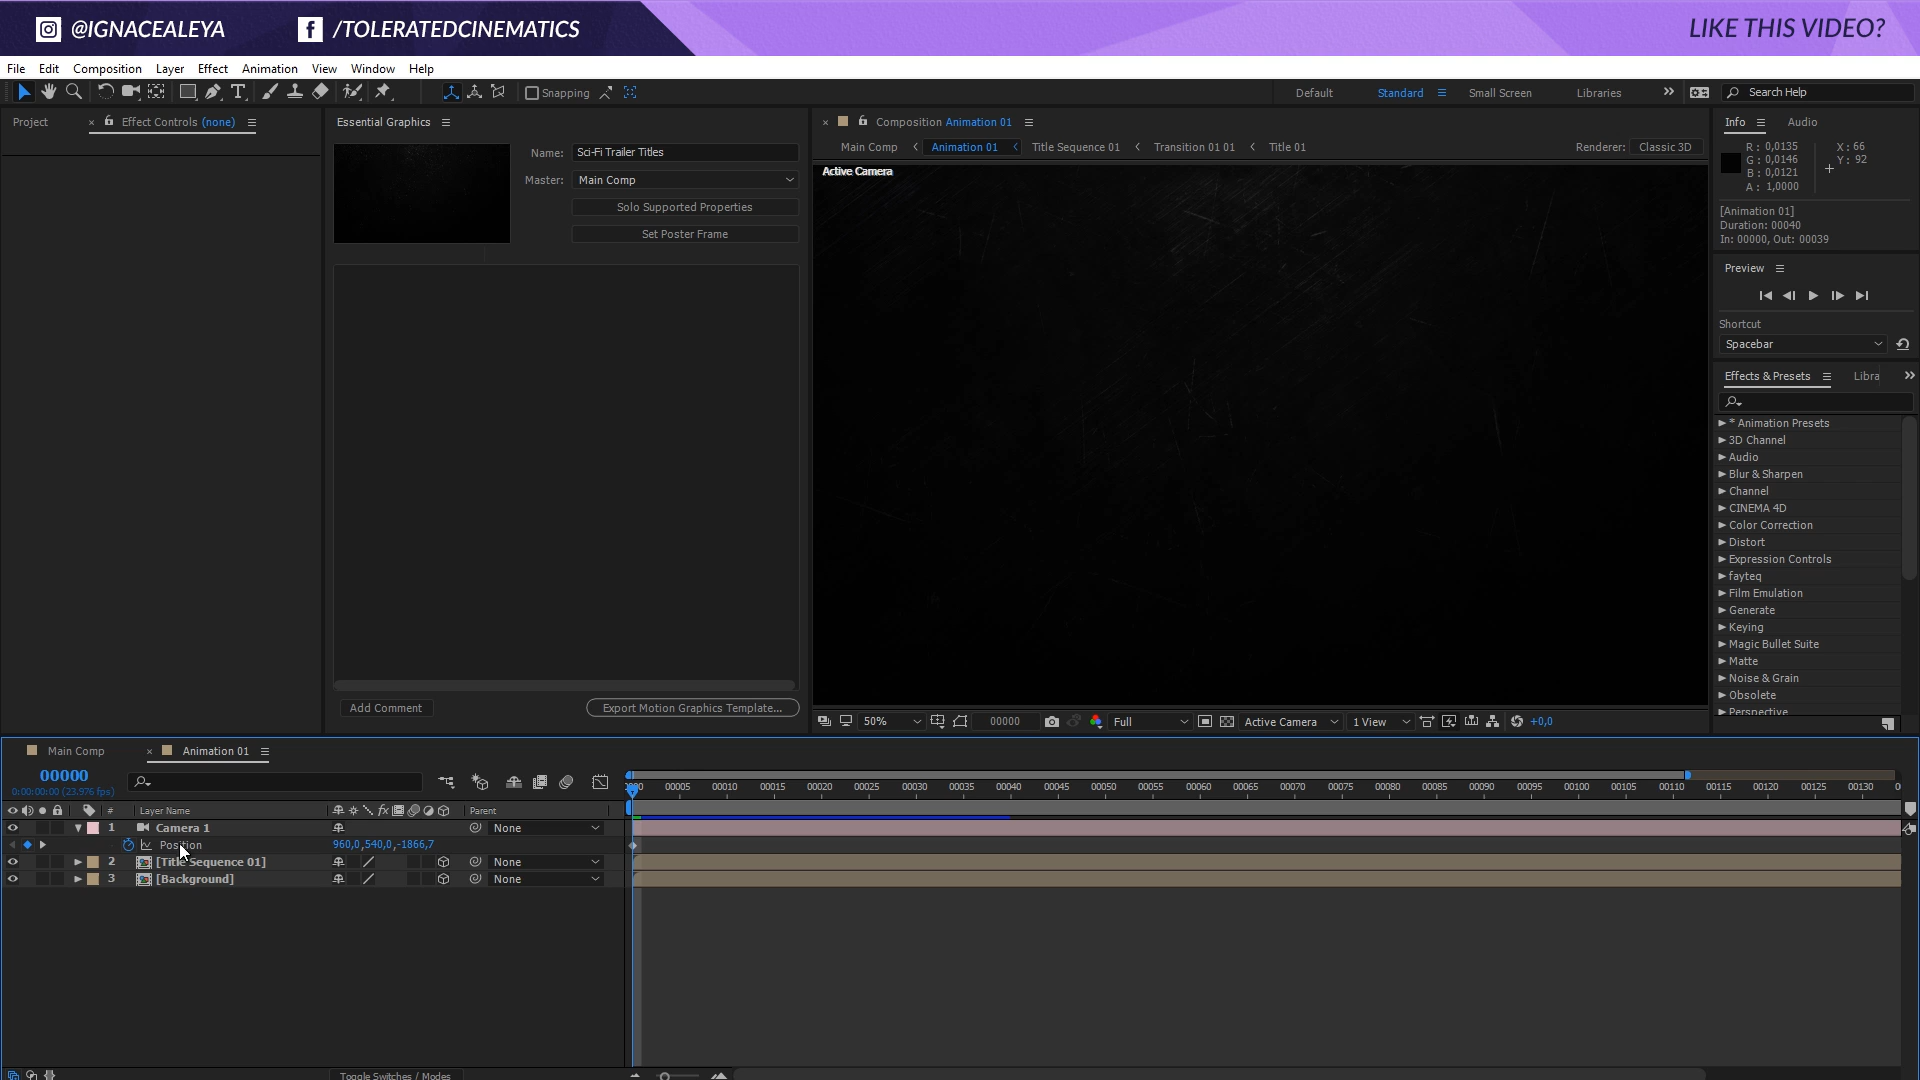 @IGNACEALEYA /TOLERATEDCINEMATICS LIKE THIS VIDEO?
File Edit Composition Layer Effect Animation View Window Help
Snapping Default Standard Small Screen Libraries Search Help
Project Effect Controls (none)
Essential Graphics
Name: Sci-Fi Trailer Titles
Master: Main Comp
Solo Supported Properties
Set Poster Frame
Add Comment Export Motion Graphics Template...
Composition Animation 01
Main Comp Animation 01 Title Sequence 01 Transition 01 01 Title 01 Renderer: Classic 3D
Active Camera
50% 00000 Full Active Camera 1 View +0,0
Info Audio
R: 0,0135 X: 66
G: 0,0146 Y: 92
B: 0,0121
A: 1,0000
[Animation 01]
Duration: 00040
In: 00000, Out: 00039
Preview
Shortcut
Spacebar
Effects & Presets Libra
* Animation Presets
3D Channel
Audio
Blur & Sharpen
Channel
CINEMA 4D
Color Correction
Distort
Expression Controls
fayteq
Film Emulation
Generate
Keying
Magic Bullet Suite
Matte
Noise & Grain
Obsolete
Perspective
Main Comp Animation 01
00000
0:00:00:00 (23.976 fps)
00005 00010 00015 00020 00025 00030 00035 00040 00045 00050 00055 00060 00065 00070 00075 00080 00085 00090 00095 00100 00105 00110 00115 00120 00125 00130
# Layer Name fx Parent
1 Camera 1 None
Position 960,0,540,0,-1866,7
2 [Title Sequence 01] None
3 [Background] None
Toggle Switches / Modes